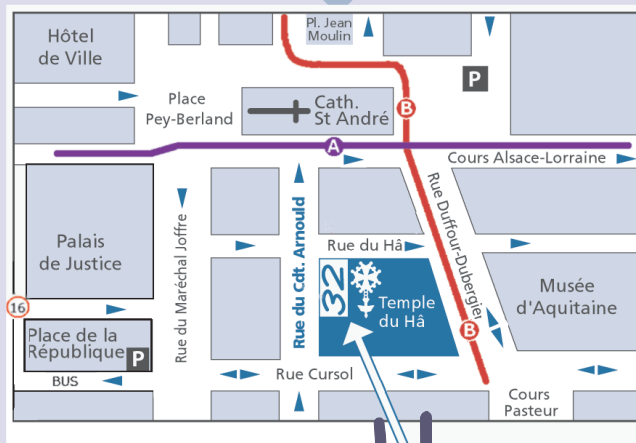 Hôtel
de Ville
Pl. Jean
Moulin
P
Place
Pey-Berland
Cath.
St André
B
A
Cours Alsace-Lorraine
Palais
de Justice
Rue du Maréchal Joffre
Rue du Cdt. Arnould
Rue du Hâ
Rue Duffour-Dubergier
32
Temple
du Hâ
Musée
d'Aquitaine
16
Place de la
République
P
B
BUS
Rue Cursol
Cours
Pasteur